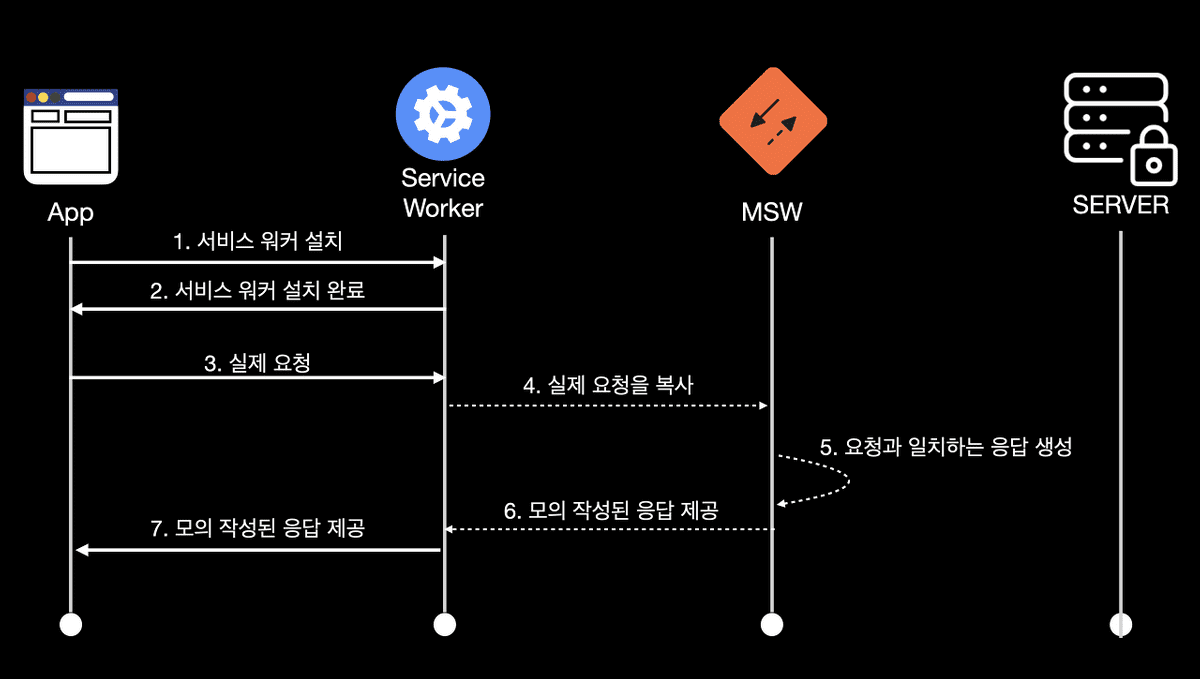 App
Service
Worker
MSW
SERVER
1. 서비스 워커 설치
2. 서비스 워커 설치 완료
3. 실제 요청
4. 실제 요청을 복사
5. 요청과 일치하는 응답 생성
6. 모의 작성된 응답 제공
7. 모의 작성된 응답 제공